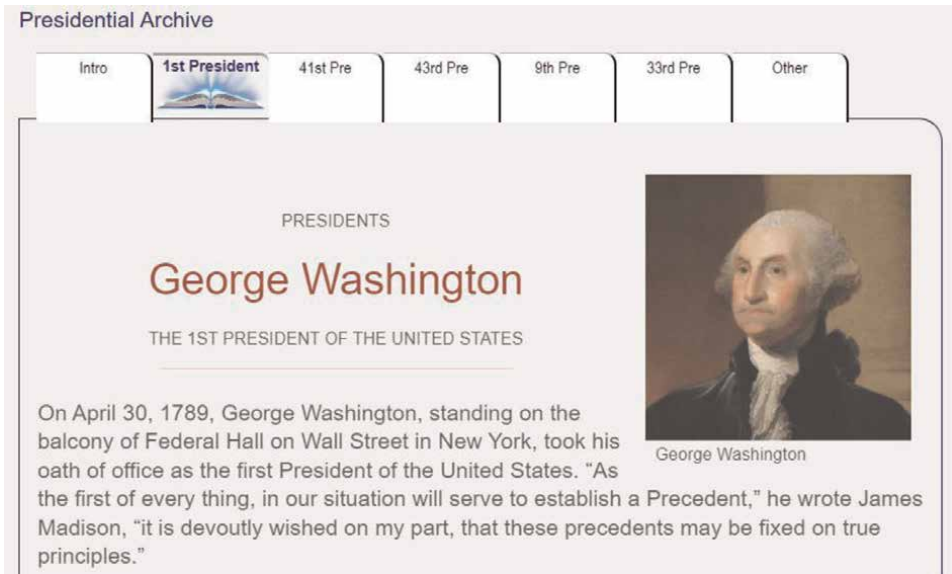 Presidential Archive
Intro
1st President
41st Pre
43rd Pre
9th Pre
33rd Pre
Other
PRESIDENTS
George Washington
THE 1ST PRESIDENT OF THE UNITED STATES
George Washington
On April 30, 1789, George Washington, standing on the
balcony of Federal Hall on Wall Street in New York, took his
oath of office as the first President of the United States. “As
the first of every thing, in our situation will serve to establish a Precedent,” he wrote James
Madison, “it is devoutly wished on my part, that these precedents may be fixed on true
principles.”